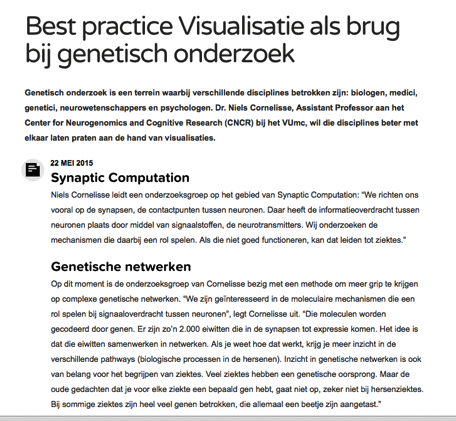 Best practice Visualisatie als brug
bij genetisch onderzoek
Genetisch onderzoek is een terrein waarbij verschillende disciplines betrokken zijn: biologen, medici,
genetici, neurowetenschappers en psychologen. Dr. Niels Cornelisse, Assistant Professor aan het
Center for Neurogenomics and Cognitive Research (CNCR) bij het VUmc, wil die disciplines beter met
elkaar laten praten aan de hand van visualisaties.
22 MEI 2015
Synaptic Computation
Niels Cornelisse leidt een onderzoeksgroep op het gebied van Synaptic Computation: “We richten ons
vooral op de synapsen, de contactpunten tussen neuronen. Daar heeft de informatieoverdracht tussen
neuronen plaats door middel van signaalstoffen, de neurotransmitters. Wij onderzoeken de
mechanismen die daarbij een rol spelen. Als die niet goed functioneren, kan dat leiden tot ziektes.”
Genetische netwerken
Op dit moment is de onderzoeksgroep van Cornelisse bezig met een methode om meer grip te krijgen
op complexe genetische netwerken. “We zijn geïnteresseerd in de moleculaire mechanismen die een
rol spelen bij signaaloverdracht tussen neuronen”, legt Cornelisse uit. “Die molecules worden
gecodeerd door genen. Er zijn zo’n 2.000 eiwitten die in de synapsen tot expressie komen. Het idee is
dat die eiwitten samenwerken in netwerken. Als je weet hoe dat werkt, krijg je meer inzicht in de
verschillende pathways (biologische processen in de hersenen). Inzicht in genetische netwerken is ook
van belang voor het begrijpen van ziektes. Veel ziektes hebben een genetische oorsprong. Maar de
oude gedachten dat je voor elke ziekte een bepaald gen hebt, gaat niet op, zeker niet bij hersenziektes.
Bij sommige ziektes zijn heel veel genen betrokken, die allemaal een beetje zijn aangetast.”